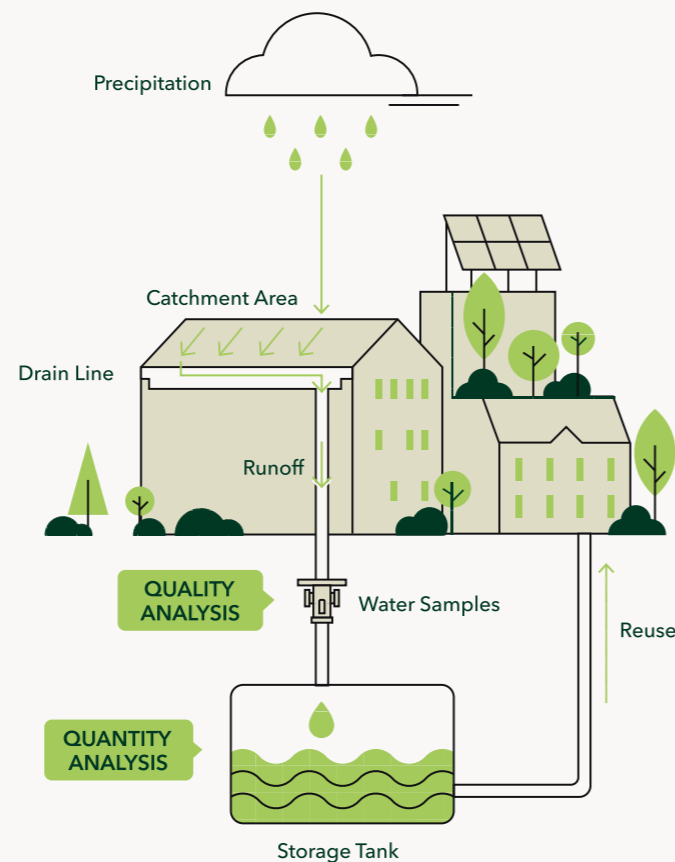 Precipitation
Catchment Area
Drain Line
Runoff
QUALITY
ANALYSIS
Water Samples
Reuse
QUANTITY
ANALYSIS
Storage Tank